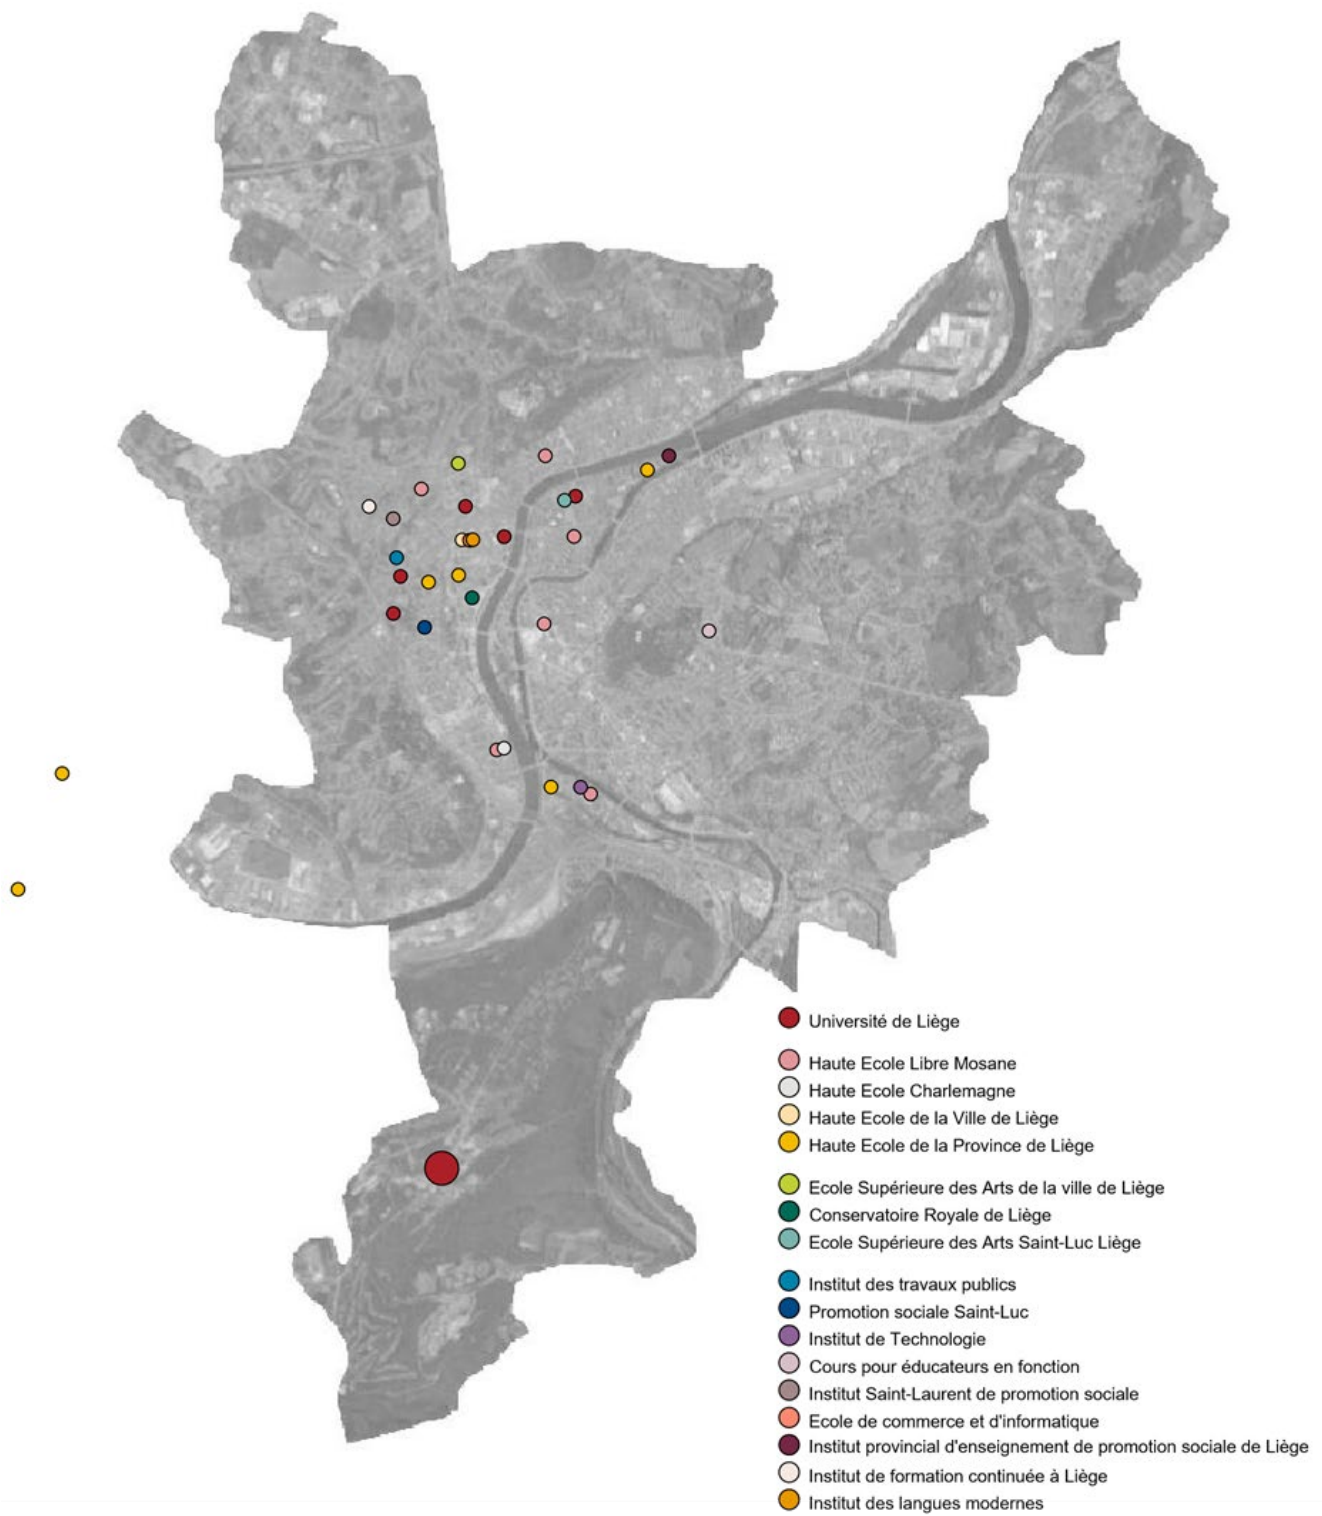 Université de Liège
Haute Ecole Libre Mosane
Haute Ecole Charlemagne
Haute Ecole de la Ville de Liège
Haute Ecole de la Province de Liège
Ecole Supérieure des Arts de la ville de Liège
Conservatoire Royale de Liège
Ecole Supérieure des Arts Saint-Luc Liège
Institut des travaux publics
Promotion sociale Saint-Luc
Institut de Technologie
Cours pour éducateurs en fonction
Institut Saint-Laurent de promotion sociale
Ecole de commerce et d'informatique
Institut provincial d'enseignement de promotion sociale de Liège
Institut de formation continuée à Liège
Institut des langues modernes